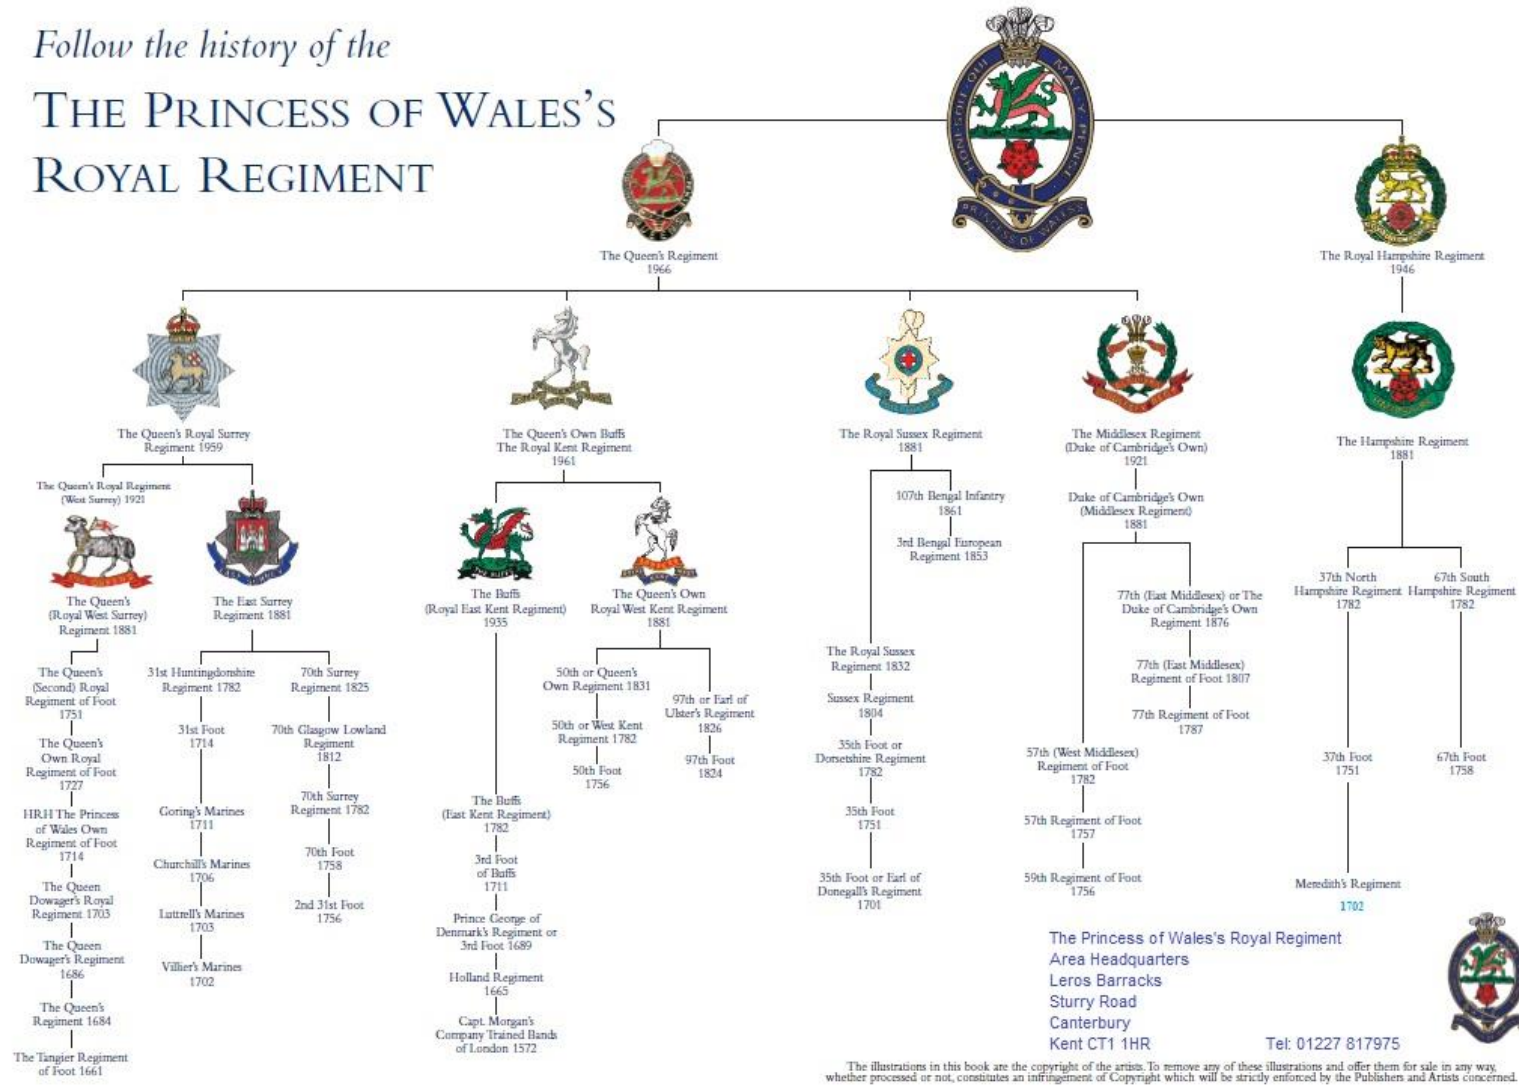 Follow the history of the
THE PRINCESS OF WALES'S
ROYAL REGIMENT
HONI SOIT QUI MAL Y PENSE
PRINCESS OF WALES'S
The Queen's Regiment
1966
The Royal Hampshire Regiment
1946
The Queen's Royal Surrey
Regiment 1959
The Queen's Own Buffs
The Royal Kent Regiment
1961
The Royal Sussex Regiment
1881
The Middlesex Regiment
(Duke of Cambridge's Own)
1921
The Hampshire Regiment
1881
The Queen's Royal Regiment
(West Surrey) 1921
107th Bengal Infantry
1861
3rd Bengal European
Regiment 1853
Duke of Cambridge's Own
(Middlesex Regiment)
1881
The Queen's
(Royal West Surrey)
Regiment 1881
EAST SURREY
The East Surrey
Regiment 1881
THE BUFFS
The Buffs
(Royal East Kent Regiment)
1935
The Queen's Own
Royal West Kent Regiment
1881
77th (East Middlesex) or The
Duke of Cambridge's Own
Regiment 1876
37th North
Hampshire Regiment
1782
67th South
Hampshire Regiment
1782
The Queen's
(Second) Royal
Regiment of Foot
1751
The Queen's
Own Royal
Regiment of Foot
1727
HRH The Princess
of Wales Own
Regiment of Foot
1714
The Queen
Dowager's Royal
Regiment 1703
The Queen
Dowager's Regiment
1686
The Queen's
Regiment 1684
The Tangier Regiment
of Foot 1661
31st Huntingdonshire
Regiment 1782
31st Foot
1714
Goring's Marines
1711
Churchill's Marines
1706
Luttrell's Marines
1703
Villier's Marines
1702
70th Surrey
Regiment 1825
70th Glasgow Lowland
Regiment
1812
70th Surrey
Regiment 1782
70th Foot
1758
2nd 31st Foot
1756
The Buffs
(East Kent Regiment)
1782
3rd Foot
of Buffs
1711
Prince George of
Denmark's Regiment or
3rd Foot 1689
Holland Regiment
1665
Capt. Morgan's
Company Trained Bands
of London 1572
50th or Queen's
Own Regiment 1831
50th or West Kent
Regiment 1782
50th Foot
1756
97th or Earl of
Ulster's Regiment
1826
97th Foot
1824
The Royal Sussex
Regiment 1832
Sussex Regiment
1804
35th Foot or
Dorsetshire Regiment
1782
35th Foot
1751
35th Foot or Earl of
Donegall's Regiment
1701
77th (East Middlesex)
Regiment of Foot 1807
77th Regiment of Foot
1787
57th (West Middlesex)
Regiment of Foot
1782
57th Regiment of Foot
1757
59th Regiment of Foot
1756
37th Foot
1751
67th Foot
1758
Meredith's Regiment
1702
The Princess of Wales's Royal Regiment
Area Headquarters
Leros Barracks
Sturry Road
Canterbury
Kent CT1 1HR
Tel: 01227 817975
The illustrations in this book are the copyright of the artists. To remove any of these illustrations and offer them for sale in any way,
whether processed or not, constitutes an infringement of Copyright which will be strictly enforced by the Publishers and Artists concerned.